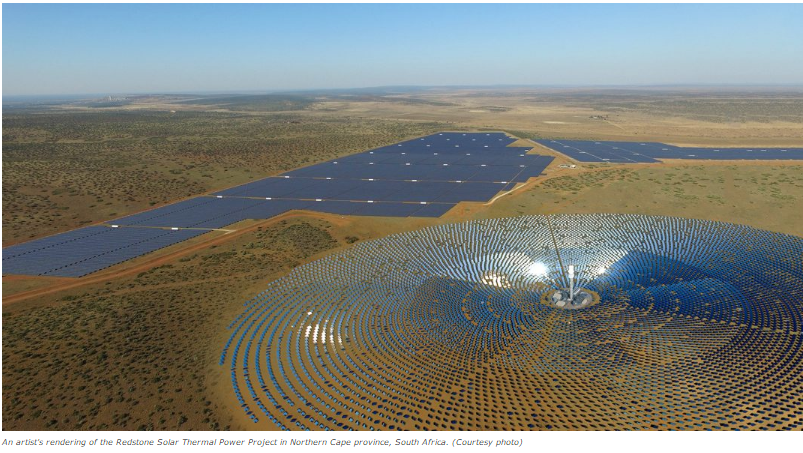 An artist's rendering of the Redstone Solar Thermal Power Project in Northern Cape province, South Africa. (Courtesy photo)